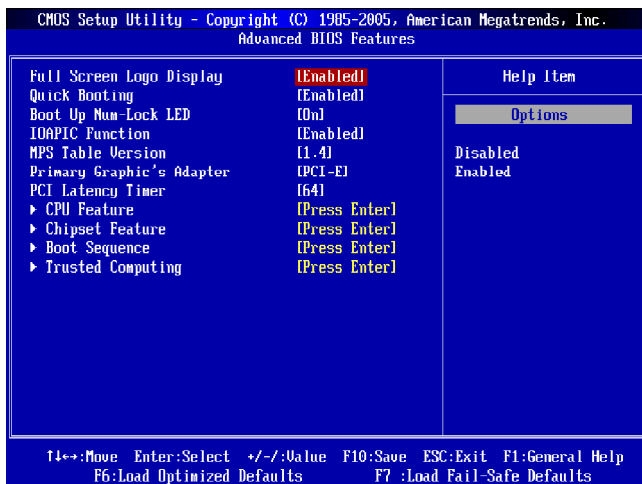 CMOS Setup Utility - Copyright (C) 1985-2005, American Megatrends, Inc.
Advanced BIOS Features
Full Screen Logo Display [Enabled]
Quick Booting [Enabled]
Boot Up Num-Lock LED [On]
IOAPIC Function [Enabled]
MPS Table Version [1.4]
Primary Graphic's Adapter [PCI-E]
PCI Latency Timer [64]
▸ CPU Feature [Press Enter]
▸ Chipset Feature [Press Enter]
▸ Boot Sequence [Press Enter]
▸ Trusted Computing [Press Enter]
Help Item
Options
Disabled
Enabled
↑↓←→:Move Enter:Select +/-/:Value F10:Save ESC:Exit F1:General Help
F6:Load Optimized Defaults F7 :Load Fail-Safe Defaults